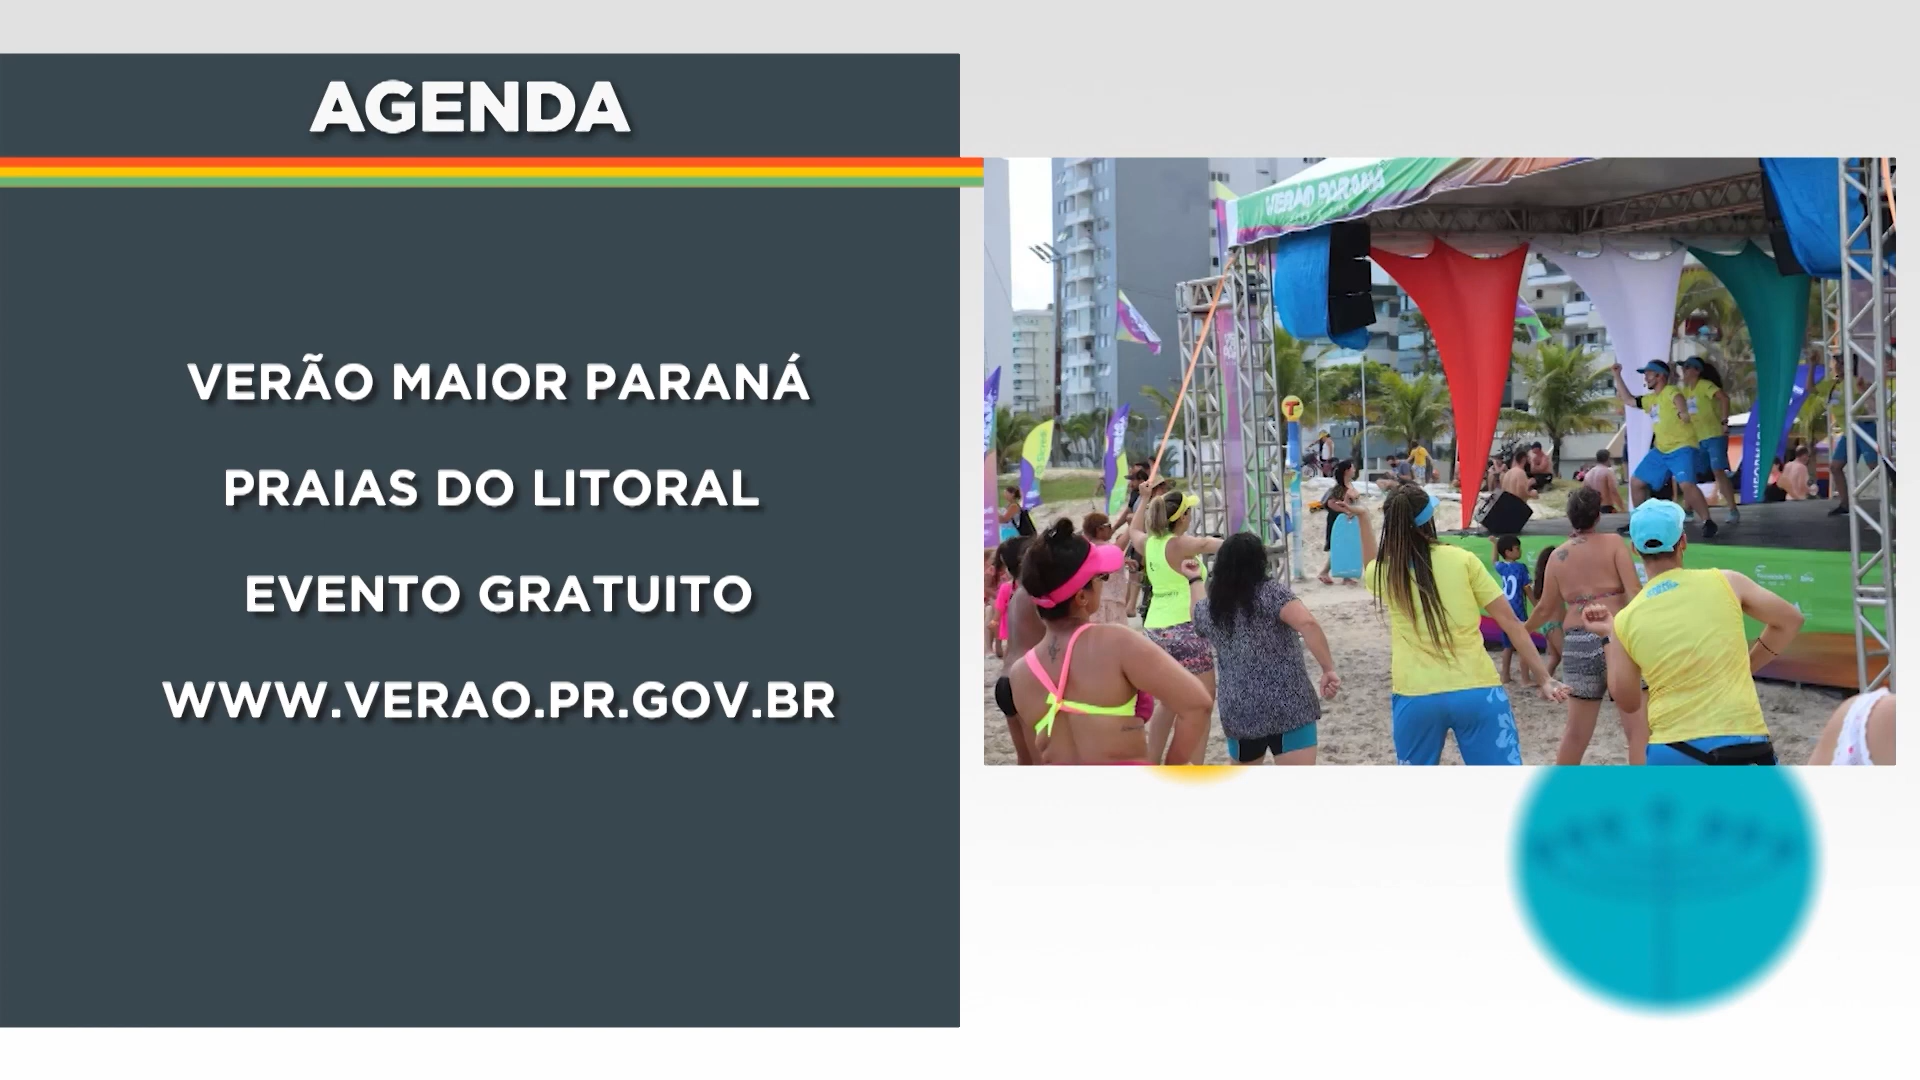 AGENDA
VERÃO MAIOR PARANÁ
PRAIAS DO LITORAL
EVENTO GRATUITO
WWW.VERAO.PR.GOV.BR
VERÃO PARANÁ